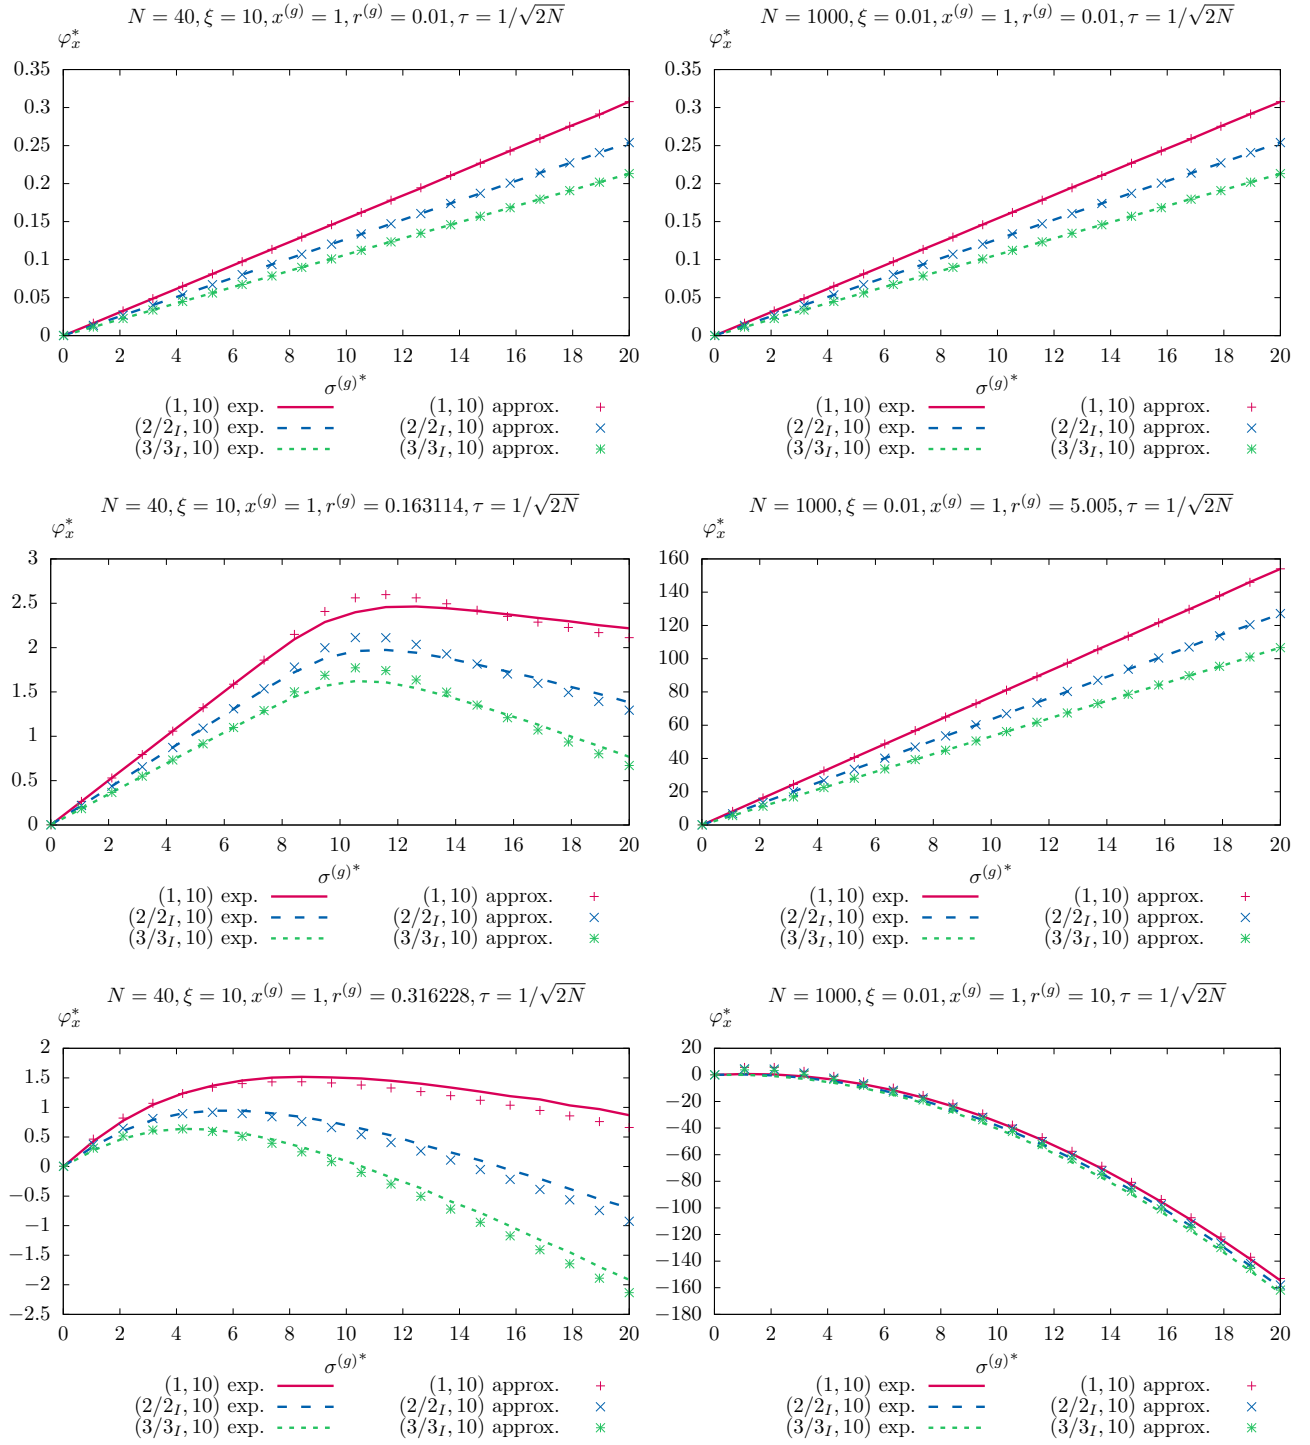 N = 40, ξ = 10, x^(g) = 1, r^(g) = 0.01, τ = 1/√2N
φ*_x
0.35
0.3
0.25
0.2
0.15
0.1
0.05
0
0 2 4 6 8 10 12 14 16 18 20
σ^(g)*
(1, 10) exp. (1, 10) approx.
(2/2_I, 10) exp. (2/2_I, 10) approx.
(3/3_I, 10) exp. (3/3_I, 10) approx.
N = 1000, ξ = 0.01, x^(g) = 1, r^(g) = 0.01, τ = 1/√2N
φ*_x
0.35
0.3
0.25
0.2
0.15
0.1
0.05
0
0 2 4 6 8 10 12 14 16 18 20
σ^(g)*
(1, 10) exp. (1, 10) approx.
(2/2_I, 10) exp. (2/2_I, 10) approx.
(3/3_I, 10) exp. (3/3_I, 10) approx.
N = 40, ξ = 10, x^(g) = 1, r^(g) = 0.163114, τ = 1/√2N
φ*_x
3
2.5
2
1.5
1
0.5
0
0 2 4 6 8 10 12 14 16 18 20
σ^(g)*
(1, 10) exp. (1, 10) approx.
(2/2_I, 10) exp. (2/2_I, 10) approx.
(3/3_I, 10) exp. (3/3_I, 10) approx.
N = 1000, ξ = 0.01, x^(g) = 1, r^(g) = 5.005, τ = 1/√2N
φ*_x
160
140
120
100
80
60
40
20
0
0 2 4 6 8 10 12 14 16 18 20
σ^(g)*
(1, 10) exp. (1, 10) approx.
(2/2_I, 10) exp. (2/2_I, 10) approx.
(3/3_I, 10) exp. (3/3_I, 10) approx.
N = 40, ξ = 10, x^(g) = 1, r^(g) = 0.316228, τ = 1/√2N
φ*_x
2
1.5
1
0.5
0
−0.5
−1
−1.5
−2
−2.5
0 2 4 6 8 10 12 14 16 18 20
σ^(g)*
(1, 10) exp. (1, 10) approx.
(2/2_I, 10) exp. (2/2_I, 10) approx.
(3/3_I, 10) exp. (3/3_I, 10) approx.
N = 1000, ξ = 0.01, x^(g) = 1, r^(g) = 10, τ = 1/√2N
φ*_x
20
0
−20
−40
−60
−80
−100
−120
−140
−160
−180
0 2 4 6 8 10 12 14 16 18 20
σ^(g)*
(1, 10) exp. (1, 10) approx.
(2/2_I, 10) exp. (2/2_I, 10) approx.
(3/3_I, 10) exp. (3/3_I, 10) approx.